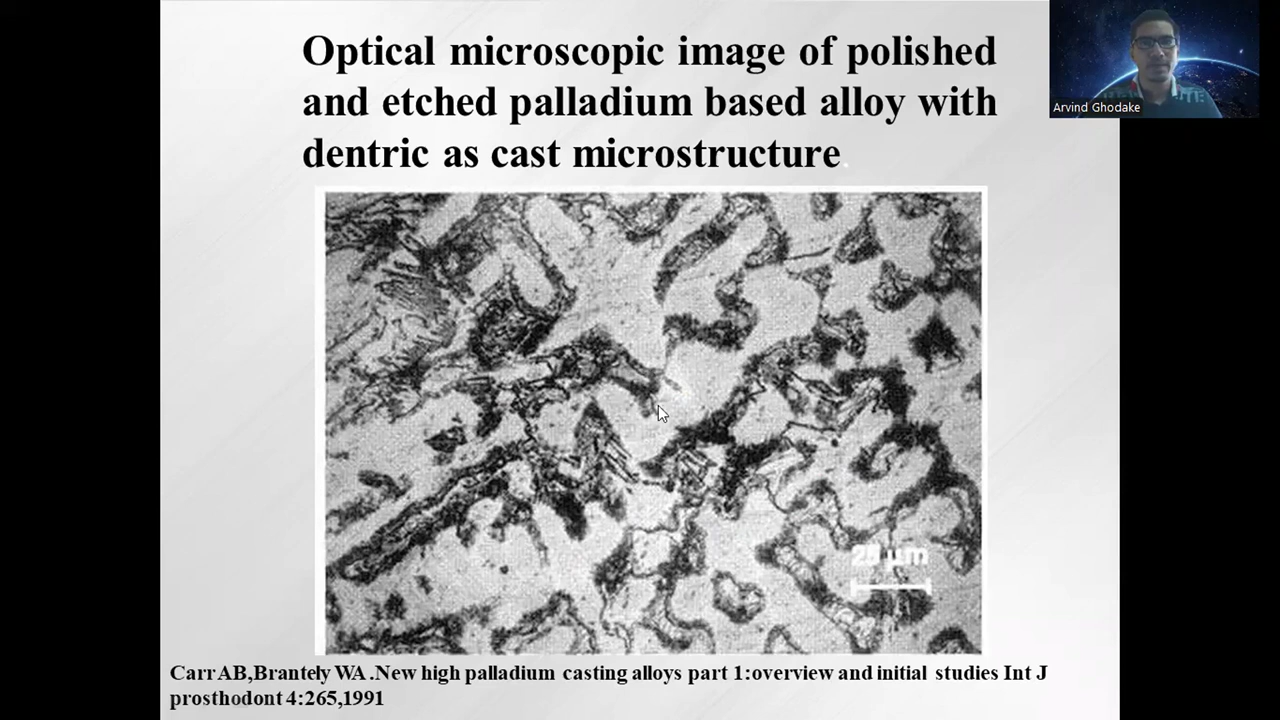 Optical microscopic image of polished
and etched palladium based alloy with
dentric as cast microstructure.
Arvind Ghodake
25 µm
Carr AB,Brantely WA .New high palladium casting alloys part 1:overview and initial studies Int J
prosthodont 4:265,1991